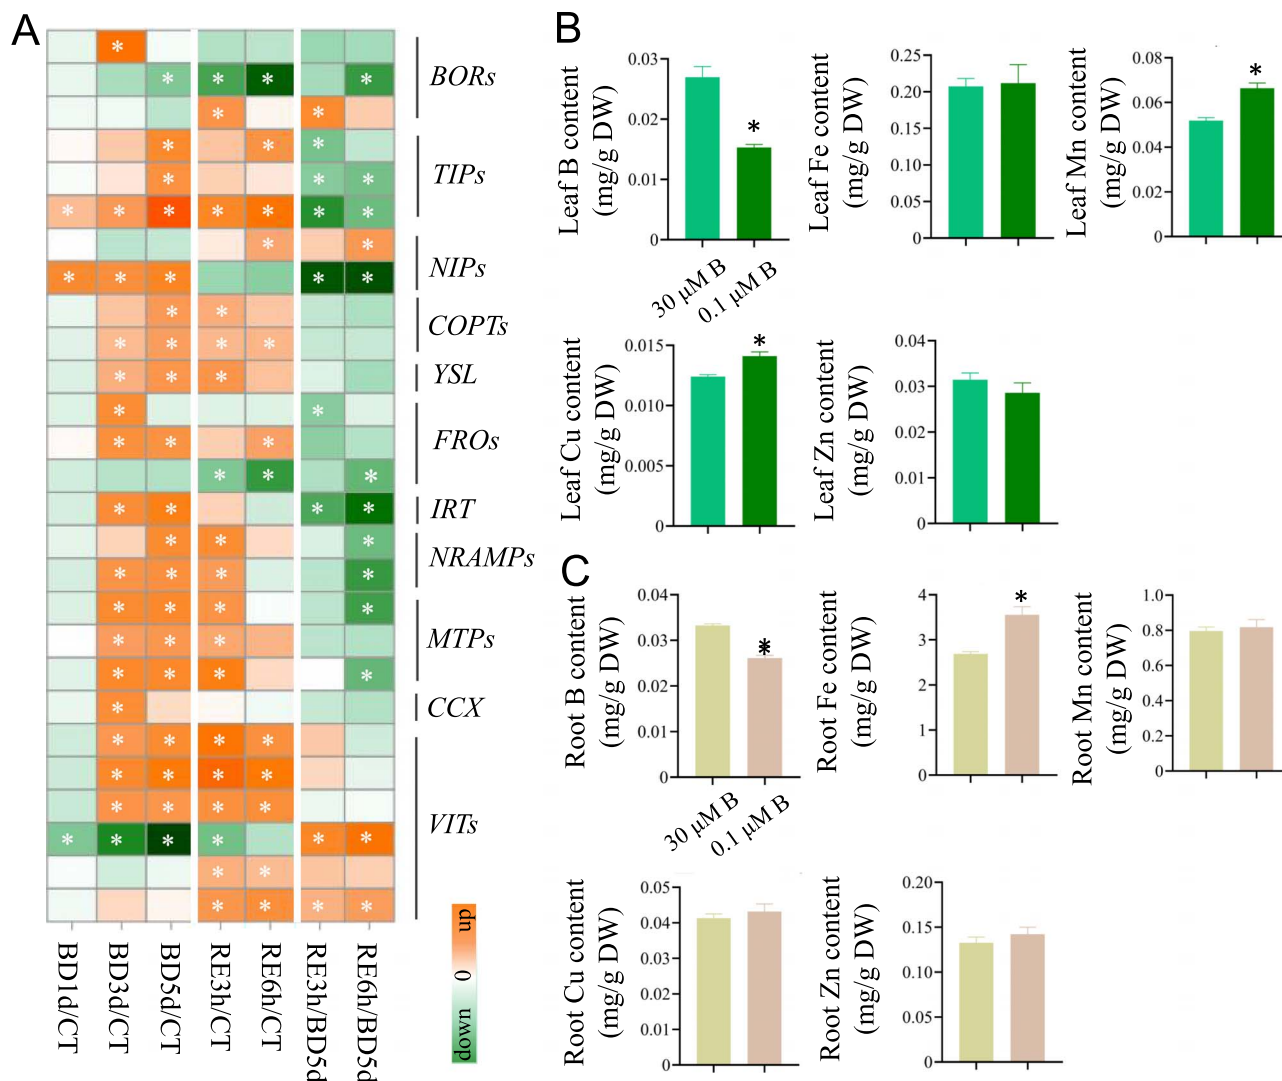 A
BORs
TIPs
NIPs
COPTs
YSL
FROs
IRT
NRAMPs
MTPs
CCX
VITs
BD1d/CT
BD3d/CT
BD5d/CT
RE3h/CT
RE6h/CT
RE3h/BD5d
RE6h/BD5d
up
0
down
B
Leaf B content
(mg/g DW)
0.03
0.02
0.01
0
*
30 μM B
0.1 μM B
Leaf Fe content
(mg/g DW)
0.25
0.20
0.15
0.10
0.05
0
Leaf Mn content
(mg/g DW)
0.08
0.06
0.04
0.02
0
*
Leaf Cu content
(mg/g DW)
0.015
0.010
0.005
0
*
Leaf Zn content
(mg/g DW)
0.04
0.03
0.02
0.01
0
C
Root B content
(mg/g DW)
0.04
0.03
0.02
0.01
0
**
30 μM B
0.1 μM B
Root Fe content
(mg/g DW)
4
3
2
1
0
*
Root Mn content
(mg/g DW)
1.0
0.8
0.6
0.4
0.2
0
Root Cu content
(mg/g DW)
0.05
0.04
0.03
0.02
0.01
0
Root Zn content
(mg/g DW)
0.20
0.15
0.10
0.05
0